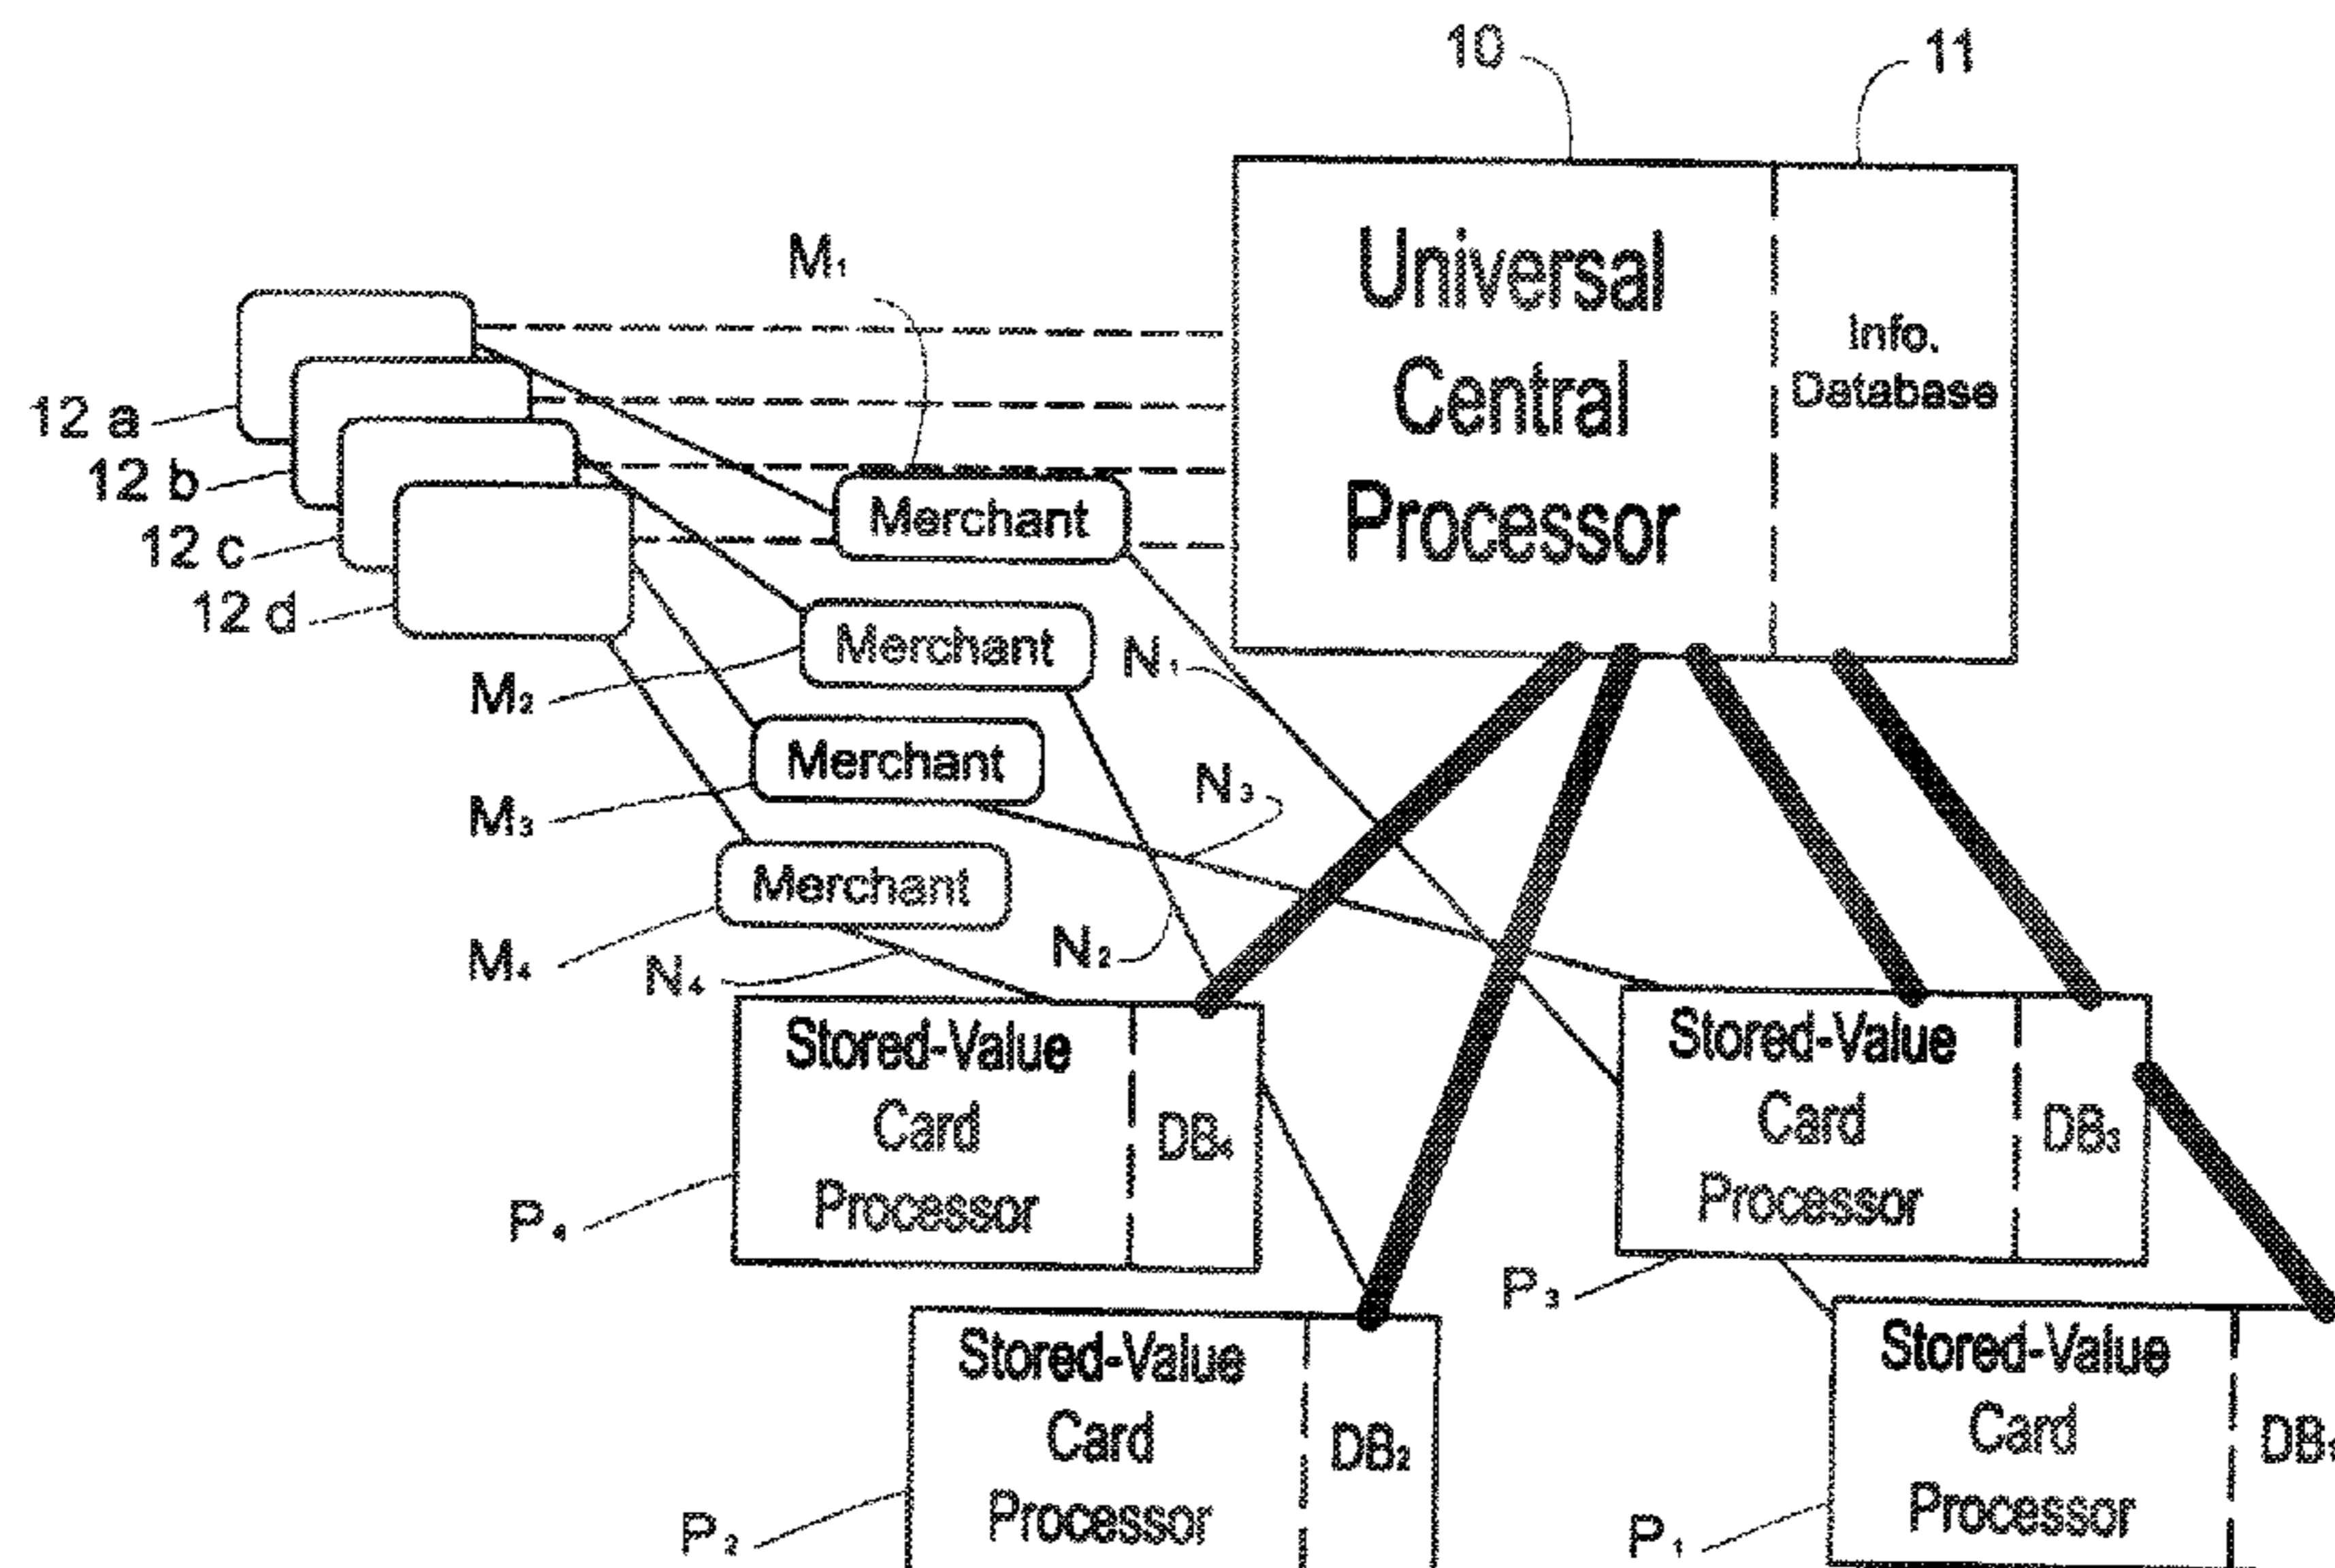 10
11
M₁
Universal
Central
Processor
Info.
Database
12 a
12 b
12 c
12 d
Merchant
Merchant
Merchant
Merchant
M₂
M₃
M₄
N₁
N₃
N₂
N₄
Stored-Value
Card
Processor
DB₄
P₄
Stored-Value
Card
Processor
DB₃
P₃
Stored-Value
Card
Processor
DB₂
P₂
Stored-Value
Card
Processor
DB₁
P₁